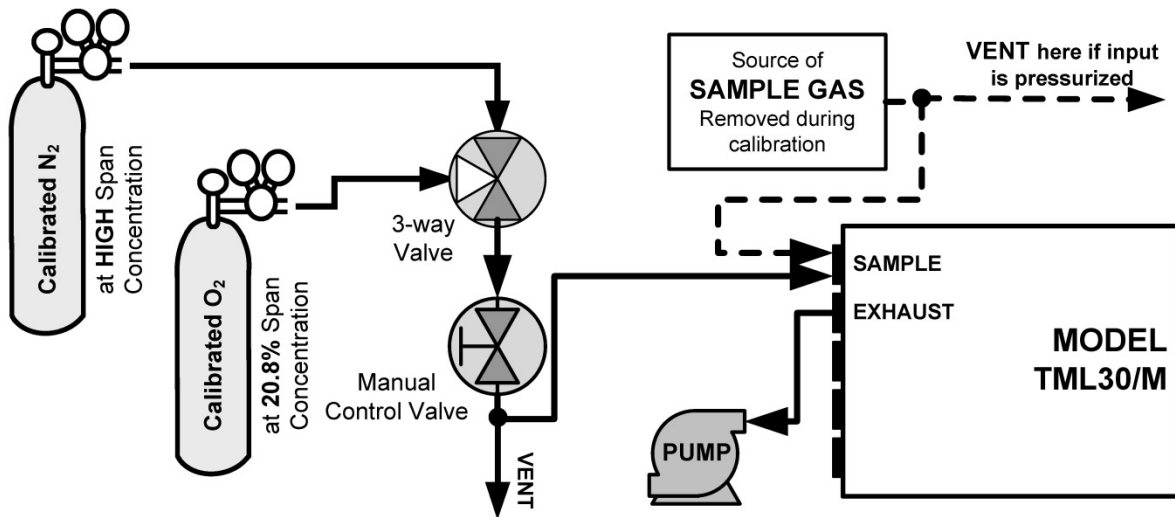 Calibrated N₂
at HIGH Span
Concentration
Calibrated O₂
at 20.8% Span
Concentration
3-way
Valve
Manual
Control Valve
VENT
Source of
SAMPLE GAS
Removed during
calibration
VENT here if input
is pressurized
SAMPLE
EXHAUST
MODEL
TML30/M
PUMP